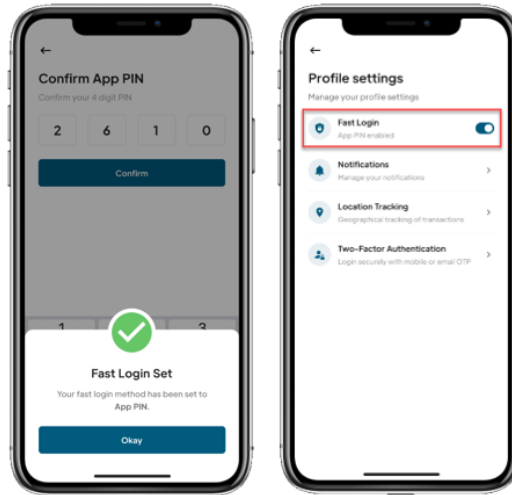 ←
Confirm App PIN
Confirm your 4 digit PIN
2 6 1 0
Confirm
1 3
Fast Login Set
Your fast login method has been set to
App PIN.
Okay
←
Profile settings
Manage your profile settings
Fast Login
App PIN enabled
Notifications
Manage your notifications
Location Tracking
Geographical tracking of transactions
Two-Factor Authentication
Login securely with mobile or email OTP